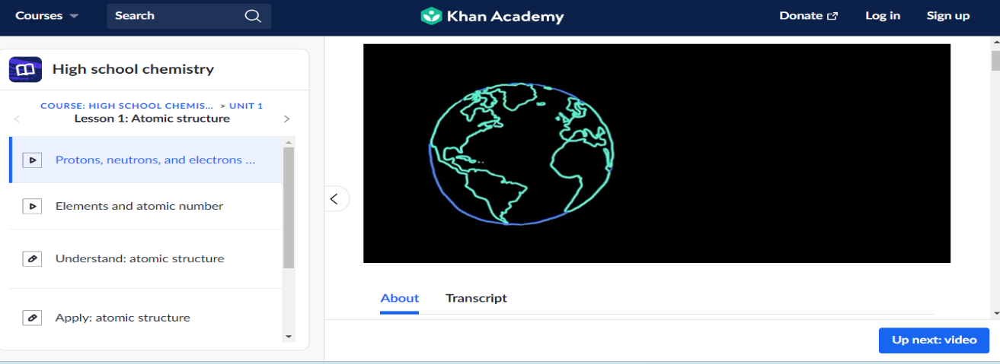 Courses
Search
Khan Academy
Donate
Log in
Sign up
High school chemistry
COURSE: HIGH SCHOOL CHEMIS... > UNIT 1
Lesson 1: Atomic structure
Protons, neutrons, and electrons ...
Elements and atomic number
Understand: atomic structure
Apply: atomic structure
About
Transcript
Up next: video